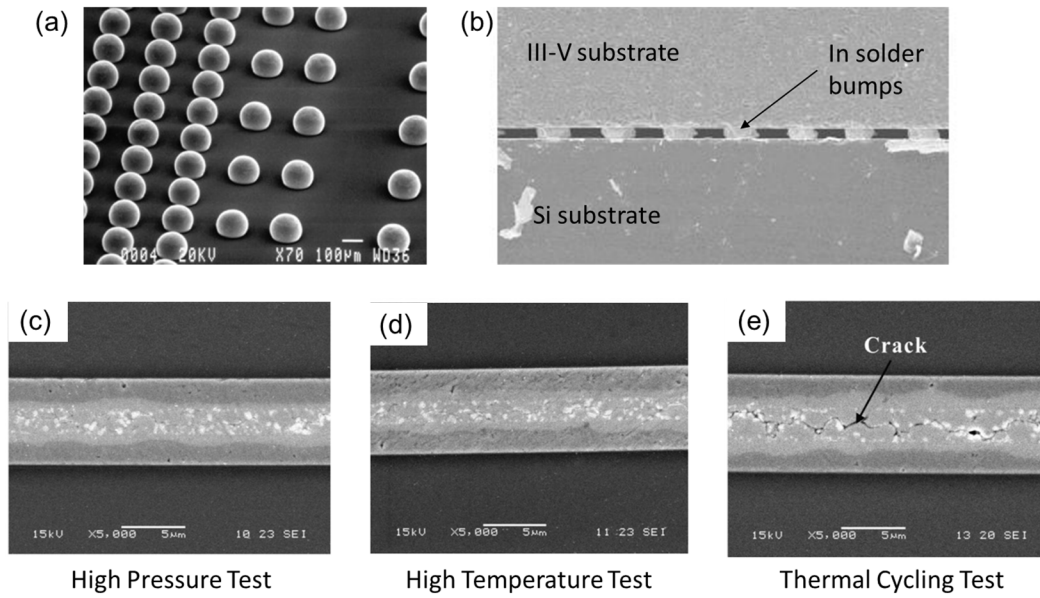 (a)
0004 20KV X70 100μm WD36
(b)
III-V substrate
In solder
bumps
Si substrate
(c)
15kV X5,000 5μm 10 23 SEI
High Pressure Test
(d)
15kV X5,000 5μm 11 23 SEI
High Temperature Test
(e)
Crack
15kV X5,000 5μm 13 20 SEI
Thermal Cycling Test